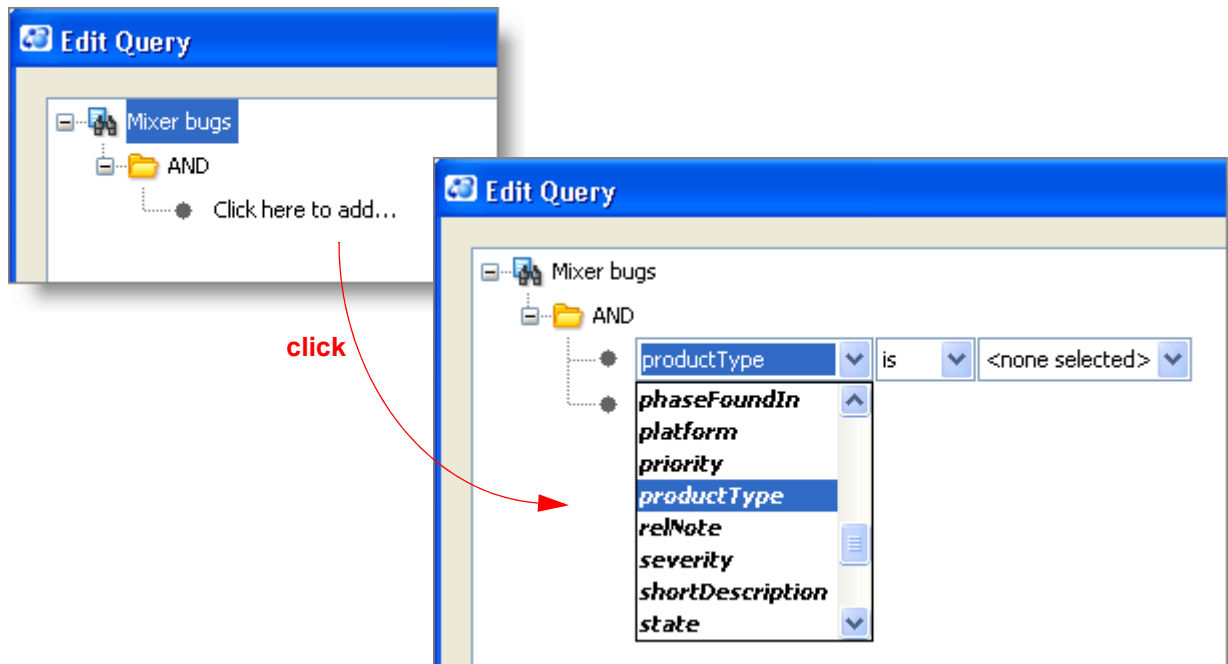 Edit Query
Mixer bugs
AND
Click here to add...
click
Edit Query
Mixer bugs
AND
productType is <none selected>
phaseFoundIn
platform
priority
productType
relNote
severity
shortDescription
state